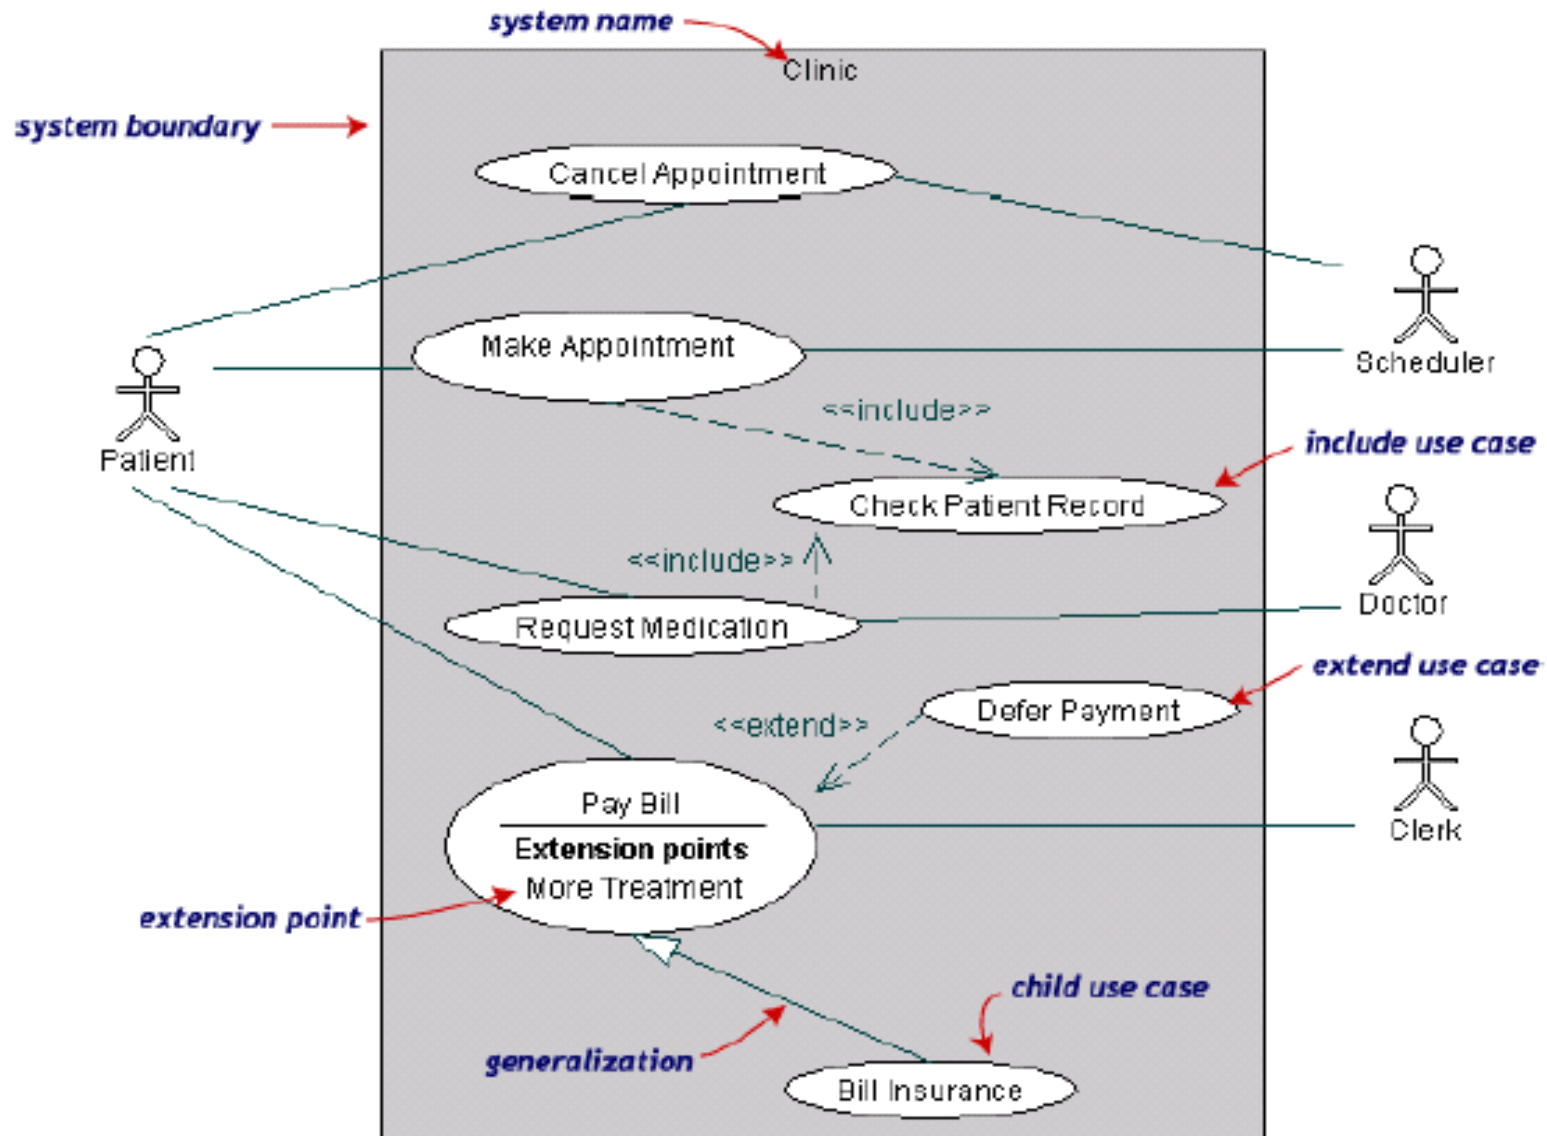 system name
Clinic
system boundary
Cancel Appointment
Make Appointment
Scheduler
<<include>>
include use case
Patient
Check Patient Record
<<include>>
Doctor
Request Medication
extend use case
Defer Payment
<<extend>>
Pay Bill
Clerk
Extension points
More Treatment
extension point
child use case
generalization
Bill Insurance